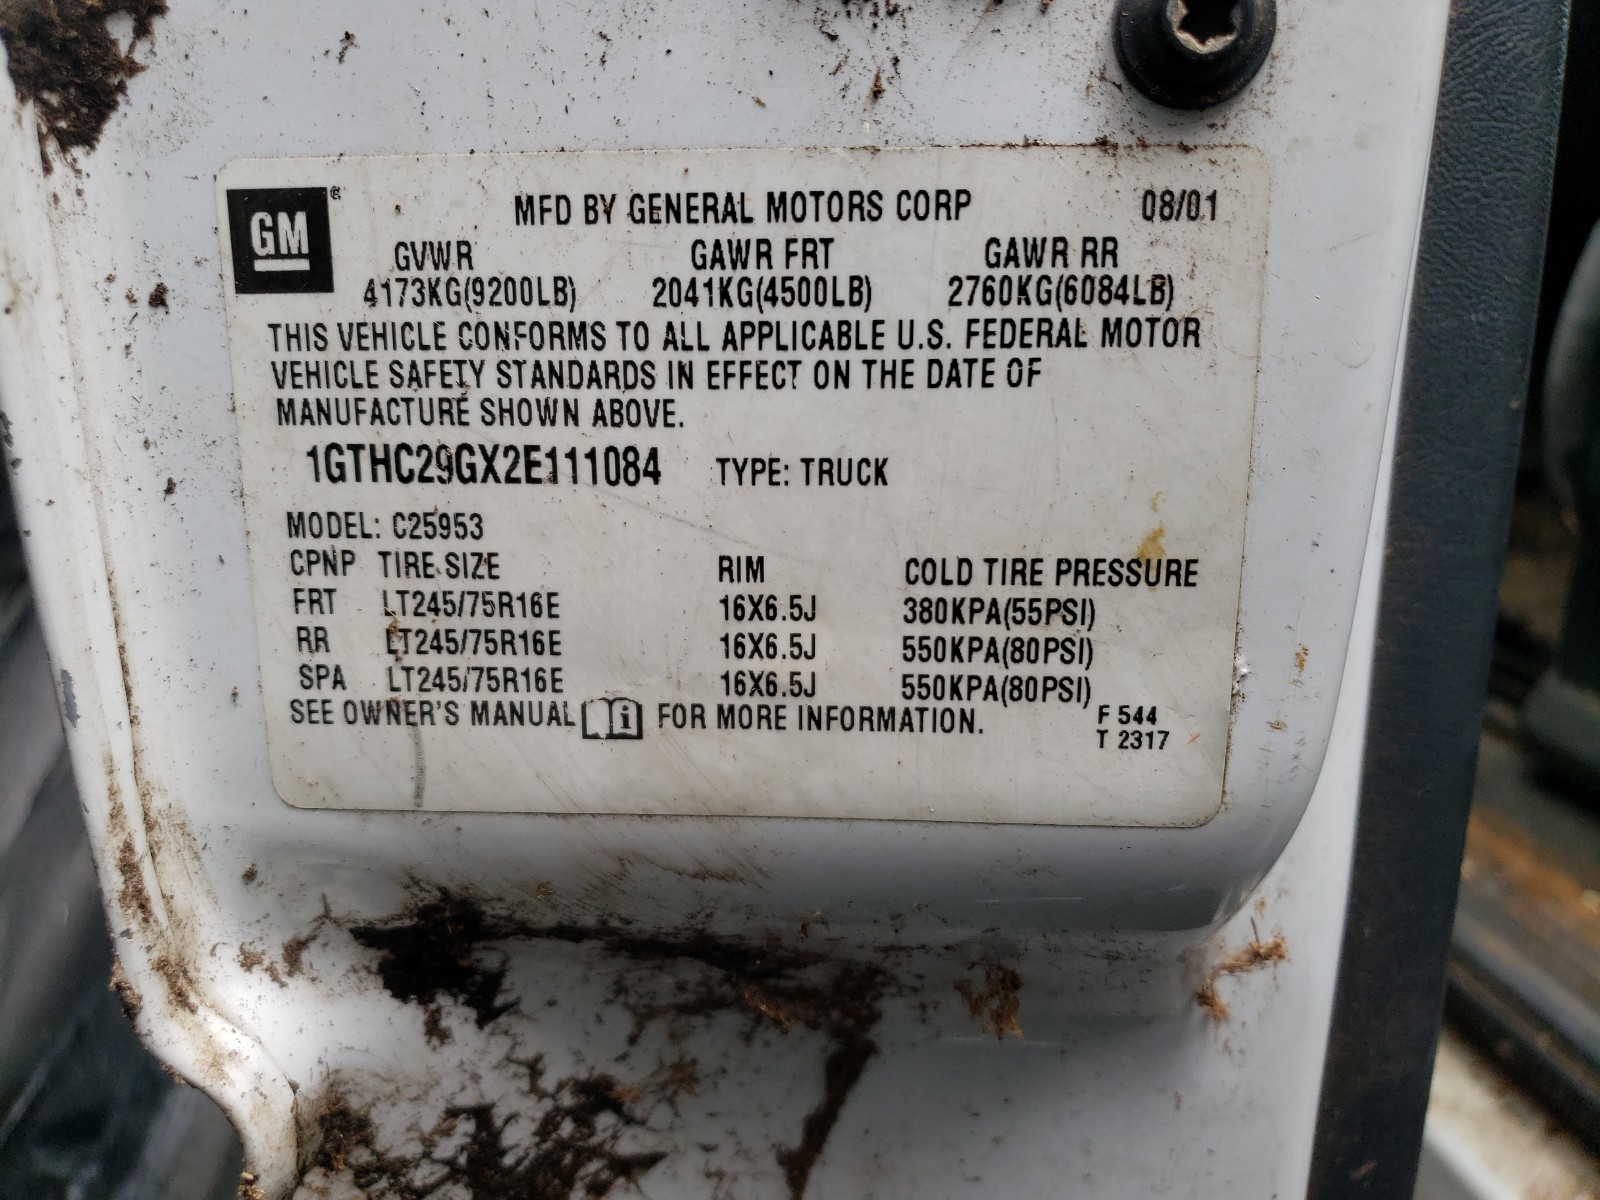 GM ® MFD BY GENERAL MOTORS CORP 08/01
GVWR GAWR FRT GAWR RR
4173KG(9200LB) 2041KG(4500LB) 2760KG(6084LB)
THIS VEHICLE CONFORMS TO ALL APPLICABLE U.S. FEDERAL MOTOR
VEHICLE SAFETY STANDARDS IN EFFECT ON THE DATE OF
MANUFACTURE SHOWN ABOVE.
1GTHC29GX2E111084 TYPE: TRUCK
MODEL: C25953
CPNP TIRE SIZE RIM COLD TIRE PRESSURE
FRT LT245/75R16E 16X6.5J 380KPA(55PSI)
RR LT245/75R16E 16X6.5J 550KPA(80PSI)
SPA LT245/75R16E 16X6.5J 550KPA(80PSI)
SEE OWNER'S MANUAL i FOR MORE INFORMATION.
F 544
T 2317